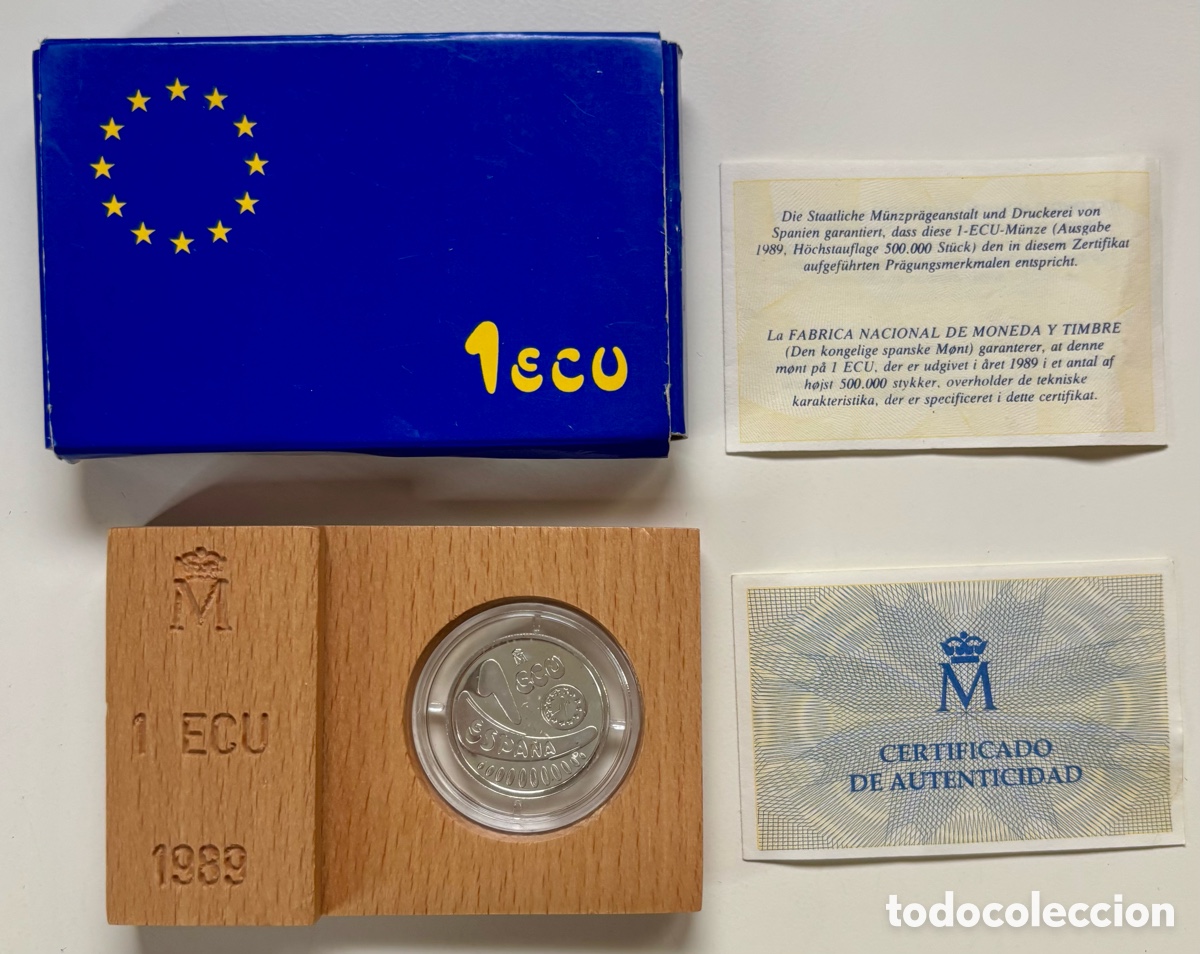 1 ECU
Die Staatliche Münzprägeanstalt und Druckerei von
Spanien garantiert, dass diese 1-ECU-Münze (Ausgabe
1989, Höchstauflage 500.000 Stück) den in diesem Zertifikat
aufgeführten Prägungsmerkmalen entspricht.
La FABRICA NACIONAL DE MONEDA Y TIMBRE
(Den kongelige spanske Mønt) garanterer, at denne
mønt på 1 ECU, der er udgivet i året 1989 i et antal af
højst 500.000 stykker, overholder de tekniske
karakteristika, der er specificeret i dette certifikat.
M
1 ECU
1989
1 ECU
ESPAÑA
M
CERTIFICADO
DE AUTENTICIDAD
todocoleccion